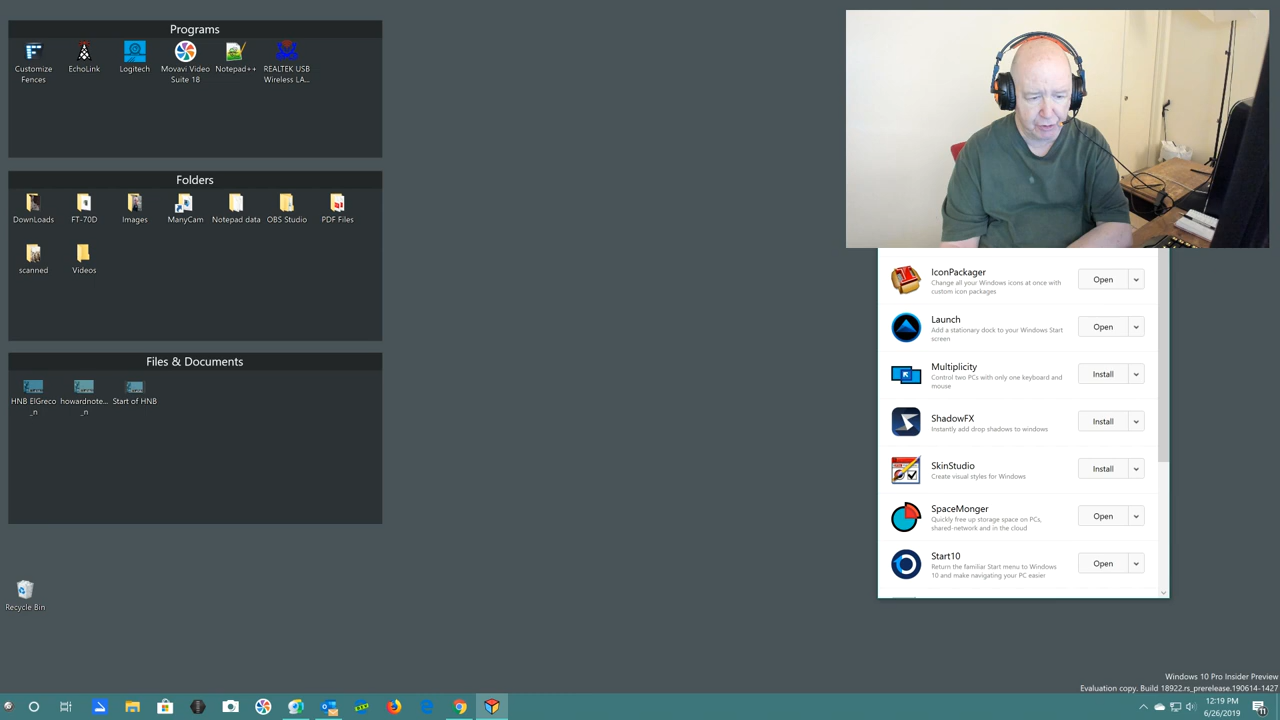 Programs
Customize
Fences
EchoLink
Logitech
Movavi Video
Suite 18
Notepad++
REALTEK USB
Wireless LA...
Folders
DownLoads
FT-70D
Images
ManyCam
Notepad data
OBS Studio
PDF Files
scanned
Videos
Files & Documents
HNB ElGreco
_n
howardnote...
_n
Start of HNB
Recycle Bin
IconPackager
Change all your Windows icons at once with
custom icon packages
Open
Launch
Add a stationary dock to your Windows Start
screen
Open
Multiplicity
Control two PCs with only one keyboard and
mouse
Install
ShadowFX
Instantly add drop shadows to windows
Install
SkinStudio
Create visual styles for Windows
Install
SpaceMonger
Quickly free up storage space on PCs,
shared-network and in the cloud
Open
Start10
Return the familiar Start menu to Windows
10 and make navigating your PC easier
Open
Windows 10 Pro Insider Preview
Evaluation copy. Build 18922.rs_prerelease.190614-1427
12:19 PM
6/26/2019
11